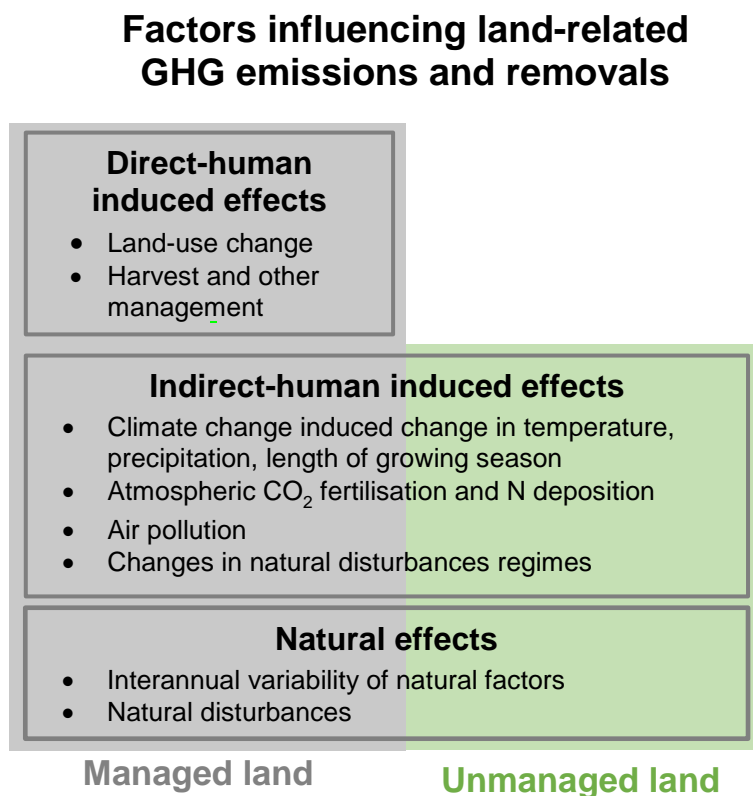 Factors influencing land-related
GHG emissions and removals
Direct-human
induced effects
• Land-use change
• Harvest and other
management
Indirect-human induced effects
• Climate change induced change in temperature,
precipitation, length of growing season
• Atmospheric CO₂ fertilisation and N deposition
• Air pollution
• Changes in natural disturbances regimes
Natural effects
• Interannual variability of natural factors
• Natural disturbances
Managed land
Unmanaged land